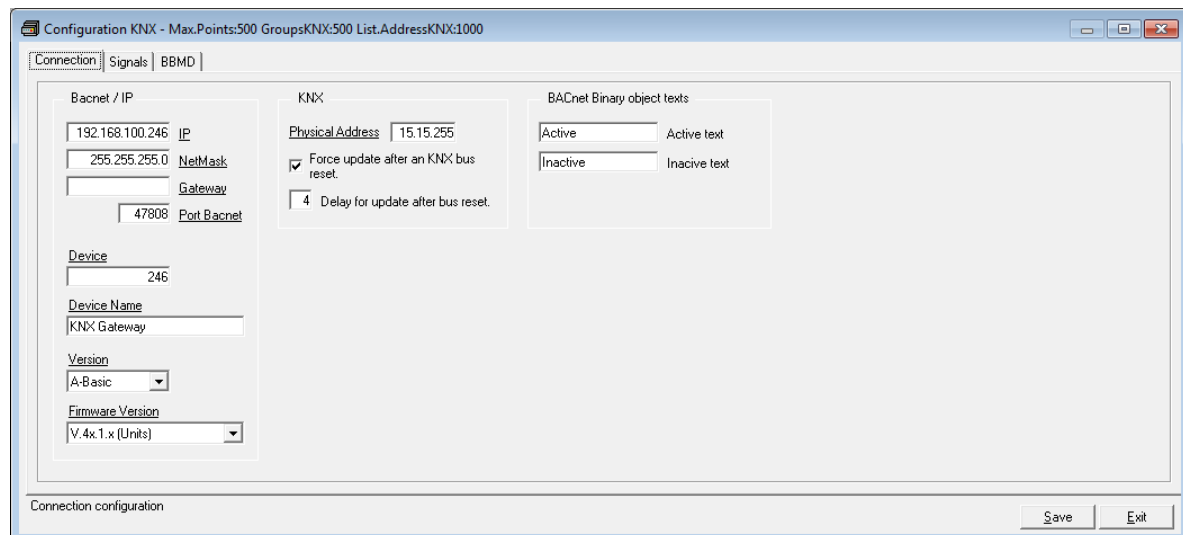 Configuration KNX - Max.Points:500 GroupsKNX:500 List.AddressKNX:1000
Connection
Signals
BBMD
Bacnet / IP
192.168.100.246 IP
255.255.255.0 NetMask
Gateway
47808 Port Bacnet
Device
246
Device Name
KNX Gateway
Version
A-Basic
Firmware Version
V.4x.1.x (Units)
KNX
Physical Address 15.15.255
Force update after an KNX bus
reset.
4 Delay for update after bus reset.
BACnet Binary object texts
Active Active text
Inactive Inacive text
Connection configuration
Save
Exit